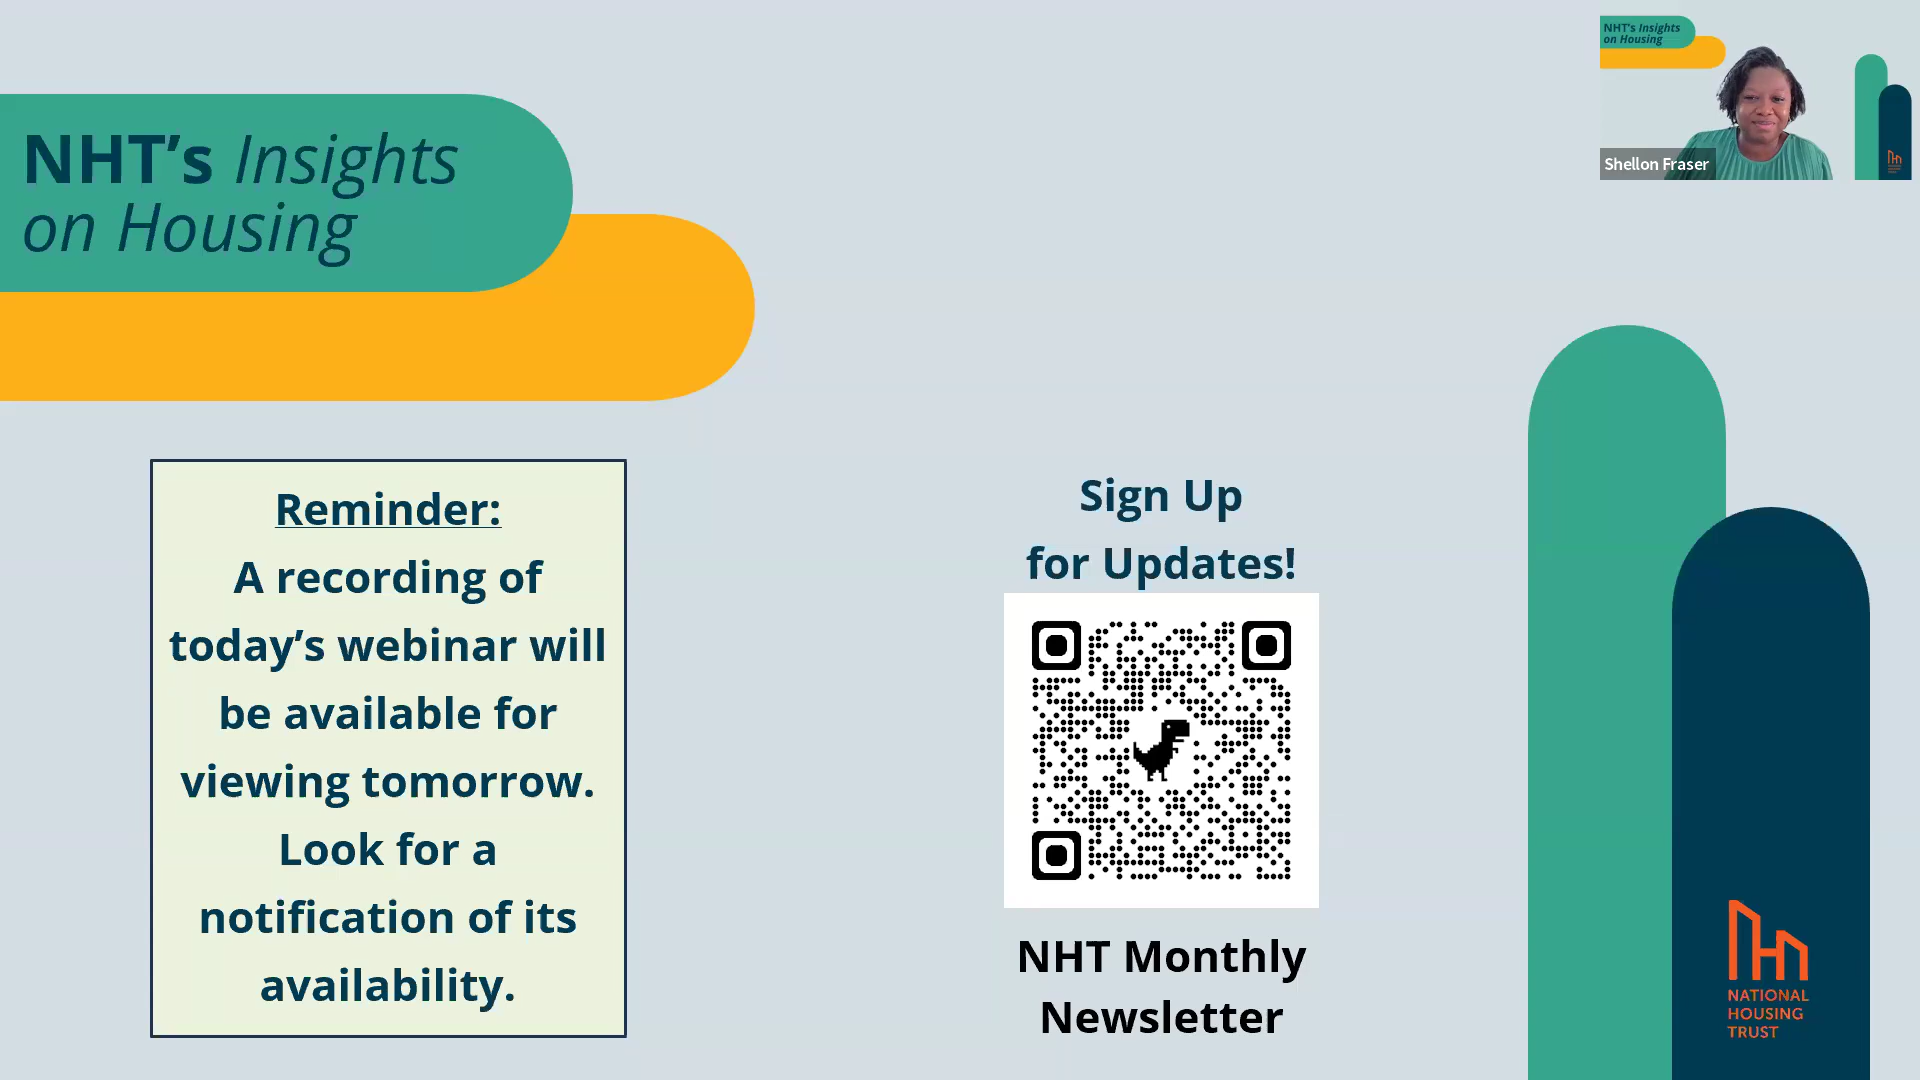 NHT's Insights
on Housing
NHT's Insights
on Housing
Shellon Fraser
Reminder:
A recording of
today's webinar will
be available for
viewing tomorrow.
Look for a
notification of its
availability.
Sign Up
for Updates!
NHT Monthly
Newsletter
NATIONAL
HOUSING
TRUST